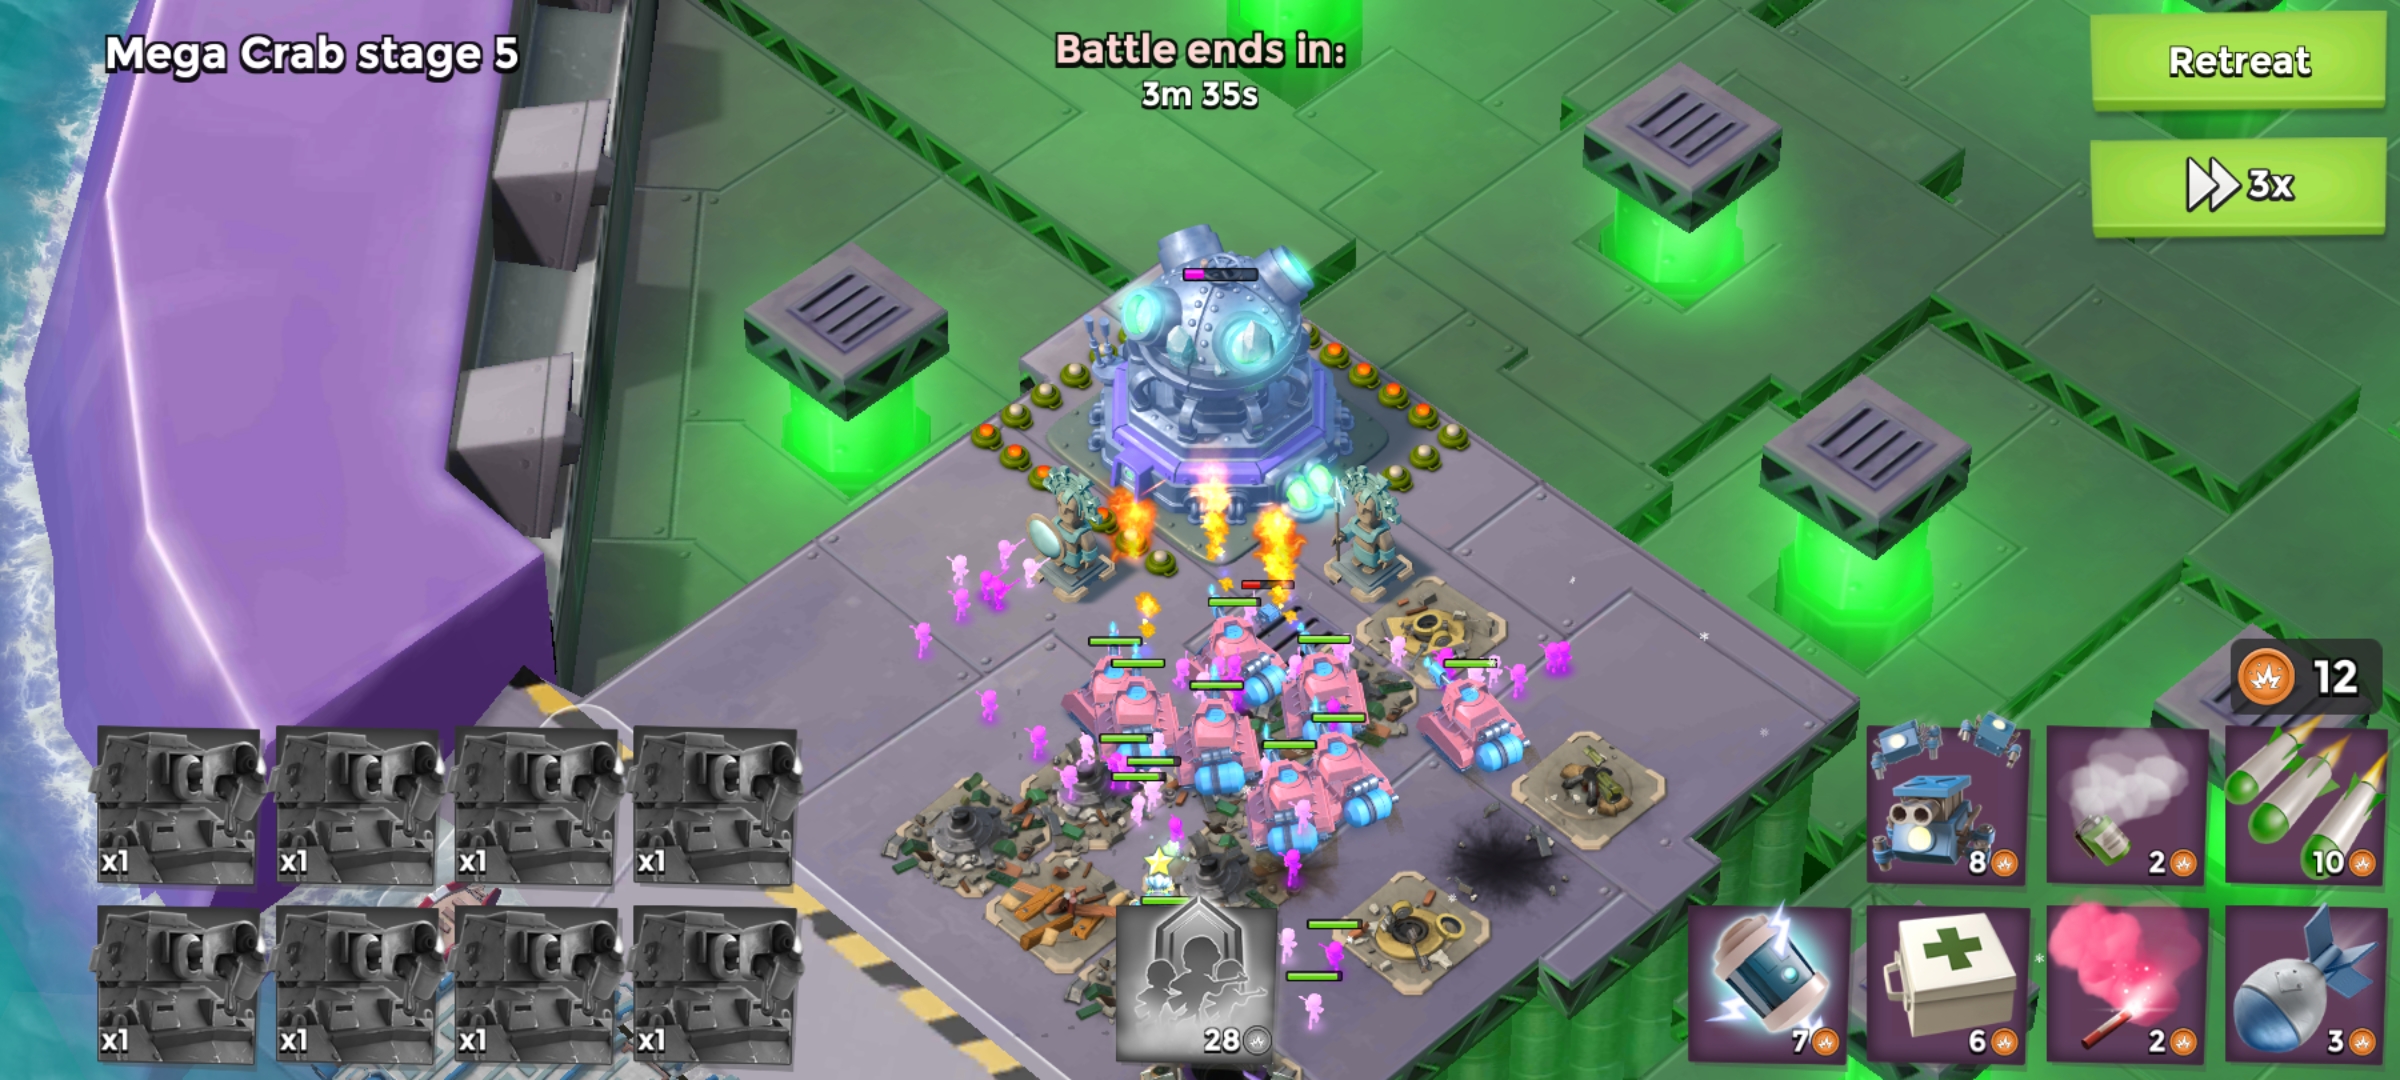 Mega Crab stage 5
Battle ends in:
3m 35s
Retreat
3x
12
x1
x1
x1
x1
8
2
10
x1
x1
x1
x1
28
7
6
2
3